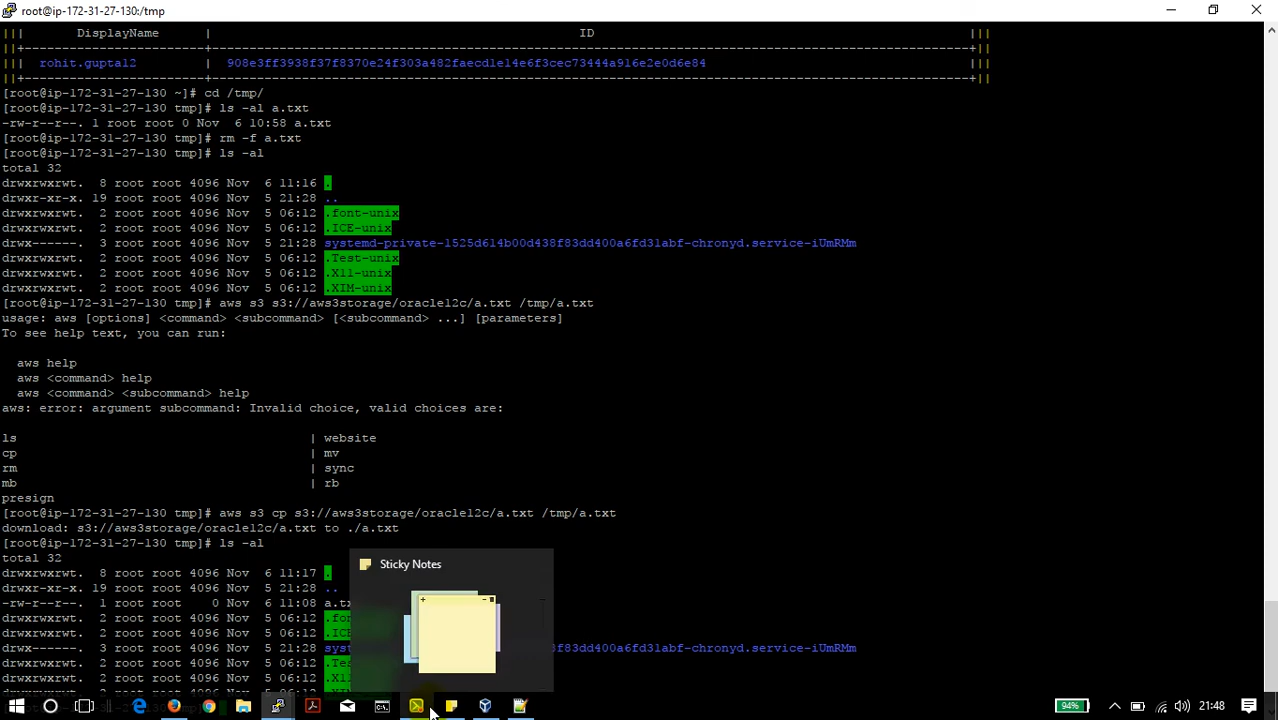 root@ip-172-31-27-130:/tmp
||| DisplayName | ID |||
||+----------------------+------------------------------------------------------------------------------------+||
||| rohit.gupta12 | 908e3ff3938f37f8370e24f303a482faecd1e14e6f3cec73444a916e2e0d6e84 |||
||+----------------------+------------------------------------------------------------------------------------+||
[root@ip-172-31-27-130 ~]# cd /tmp/
[root@ip-172-31-27-130 tmp]# ls -al a.txt
-rw-r--r--. 1 root root 0 Nov  6 10:58 a.txt
[root@ip-172-31-27-130 tmp]# rm -f a.txt
[root@ip-172-31-27-130 tmp]# ls -al
total 32
drwxrwxrwt.  8 root root 4096 Nov  6 11:16 .
drwxr-xr-x. 19 root root 4096 Nov  5 21:28 ..
drwxrwxrwt.  2 root root 4096 Nov  5 06:12 .font-unix
drwxrwxrwt.  2 root root 4096 Nov  5 06:12 .ICE-unix
drwx------.  3 root root 4096 Nov  5 21:28 systemd-private-1525d614b00d438f83dd400a6fd31abf-chronyd.service-iUmRMm
drwxrwxrwt.  2 root root 4096 Nov  5 06:12 .Test-unix
drwxrwxrwt.  2 root root 4096 Nov  5 06:12 .X11-unix
drwxrwxrwt.  2 root root 4096 Nov  5 06:12 .XIM-unix
[root@ip-172-31-27-130 tmp]# aws s3 s3://aws3storage/oracle12c/a.txt /tmp/a.txt
usage: aws [options] <command> <subcommand> [<subcommand> ...] [parameters]
To see help text, you can run:
aws help
aws <command> help
aws <command> <subcommand> help
aws: error: argument subcommand: Invalid choice, valid choices are:
ls | website
cp | mv
rm | sync
mb | rb
presign
[root@ip-172-31-27-130 tmp]# aws s3 cp s3://aws3storage/oracle12c/a.txt /tmp/a.txt
download: s3://aws3storage/oracle12c/a.txt to ./a.txt
[root@ip-172-31-27-130 tmp]# ls -al
total 32
Sticky Notes
drwxrwxrwt.  8 root root 4096 Nov  6 11:17 .
drwxr-xr-x. 19 root root 4096 Nov  5 21:28 ..
-rw-r--r--.  1 root root    0 Nov  6 11:08 a.tx
drwxrwxrwt.  2 root root 4096 Nov  5 06:12 .fon
drwxrwxrwt.  2 root root 4096 Nov  5 06:12 .ICE
drwx------.  3 root root 4096 Nov  5 21:28 syst 8f83dd400a6fd31abf-chronyd.service-iUmRMm
drwxrwxrwt.  2 root root 4096 Nov  5 06:12 .Te
drwxrwxrwt.  2 root root 4096 Nov  5 06:12 .X1
94% 21:48